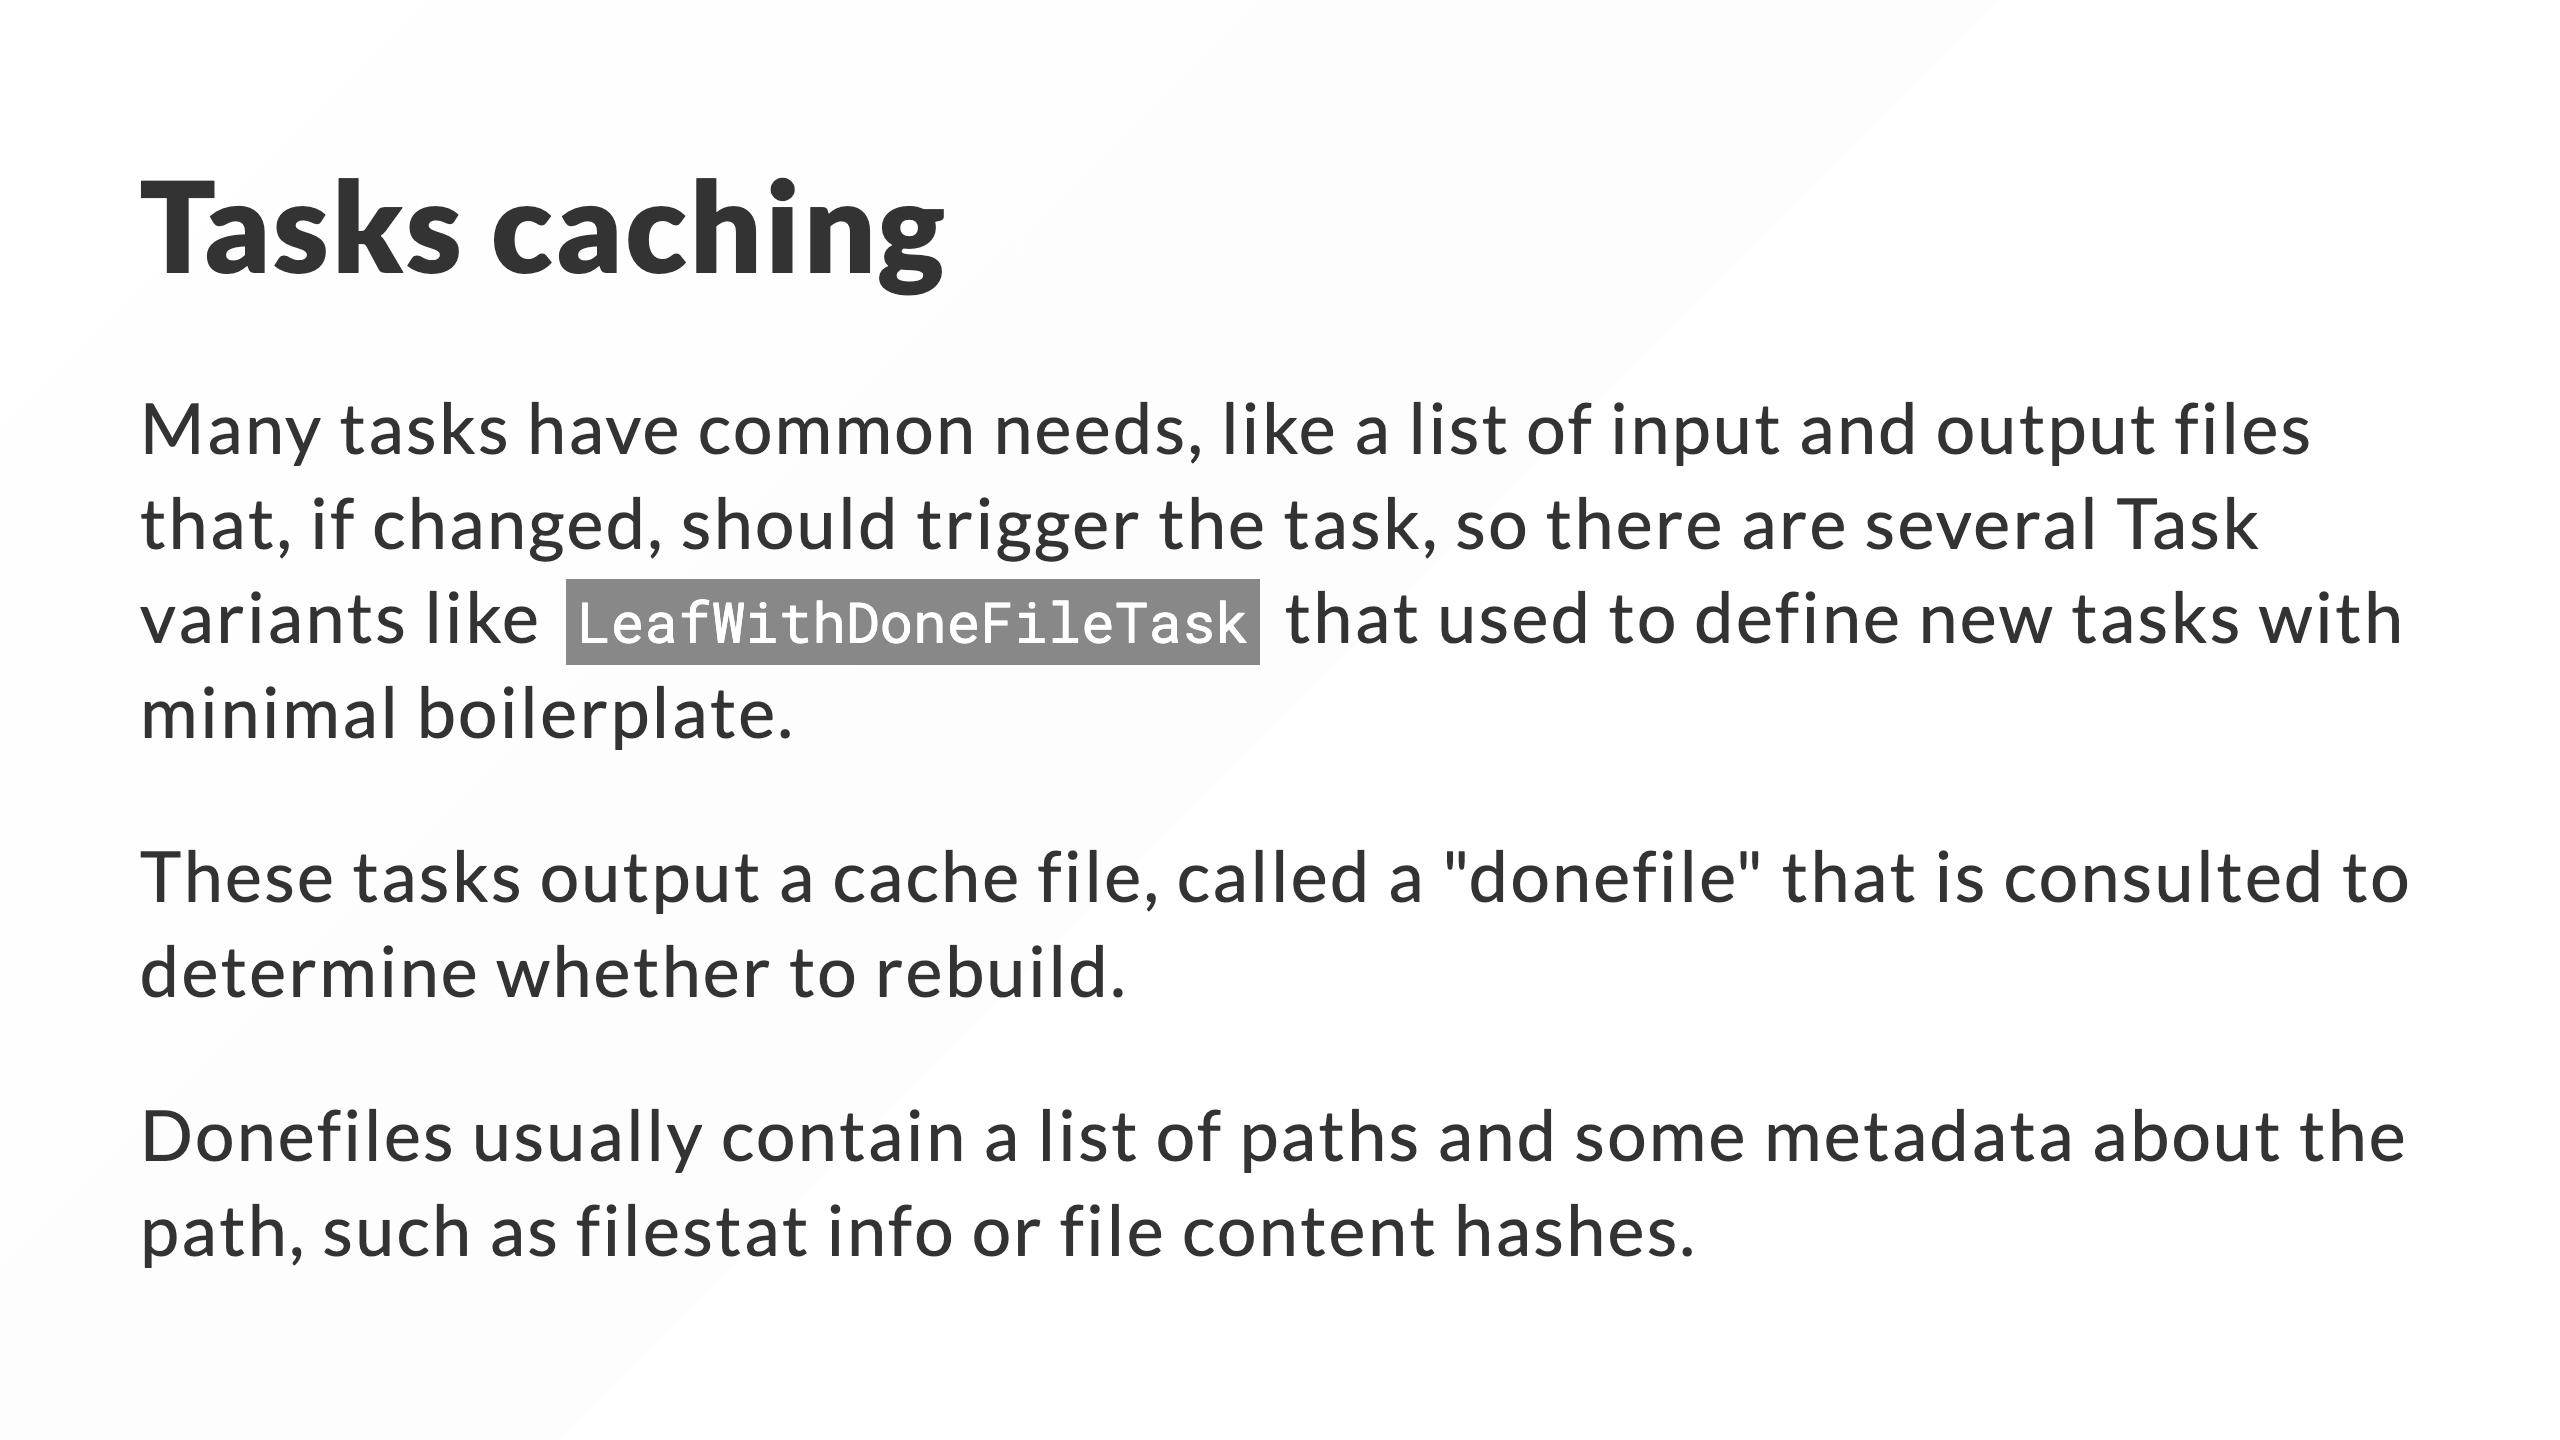 Tasks caching
Many tasks have common needs, like a list of input and output files
that, if changed, should trigger the task, so there are several Task
variants like LeafWithDoneFileTask that used to define new tasks with
minimal boilerplate.
These tasks output a cache file, called a "donefile" that is consulted to
determine whether to rebuild.
Donefiles usually contain a list of paths and some metadata about the
path, such as filestat info or file content hashes.